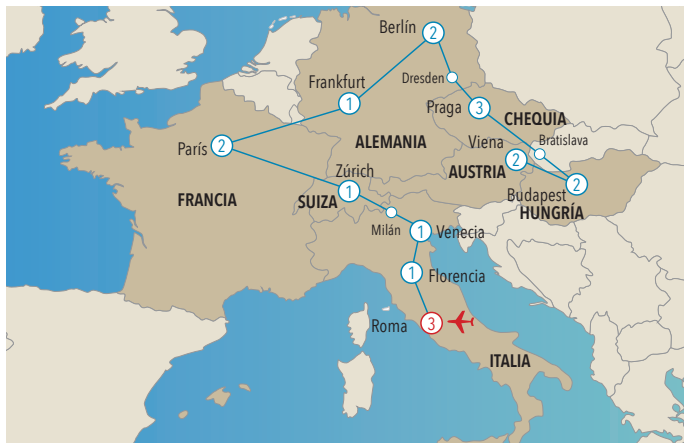 Berlín
2
Dresden
Frankfurt
1
Praga
3
CHEQUIA
París
2
ALEMANIA
Viena
2
Bratislava
Zúrich
1
AUSTRIA
Budapest
2
FRANCIA
SUIZA
HUNGRÍA
Milán
1
Venecia
1
Florencia
Roma
3
ITALIA